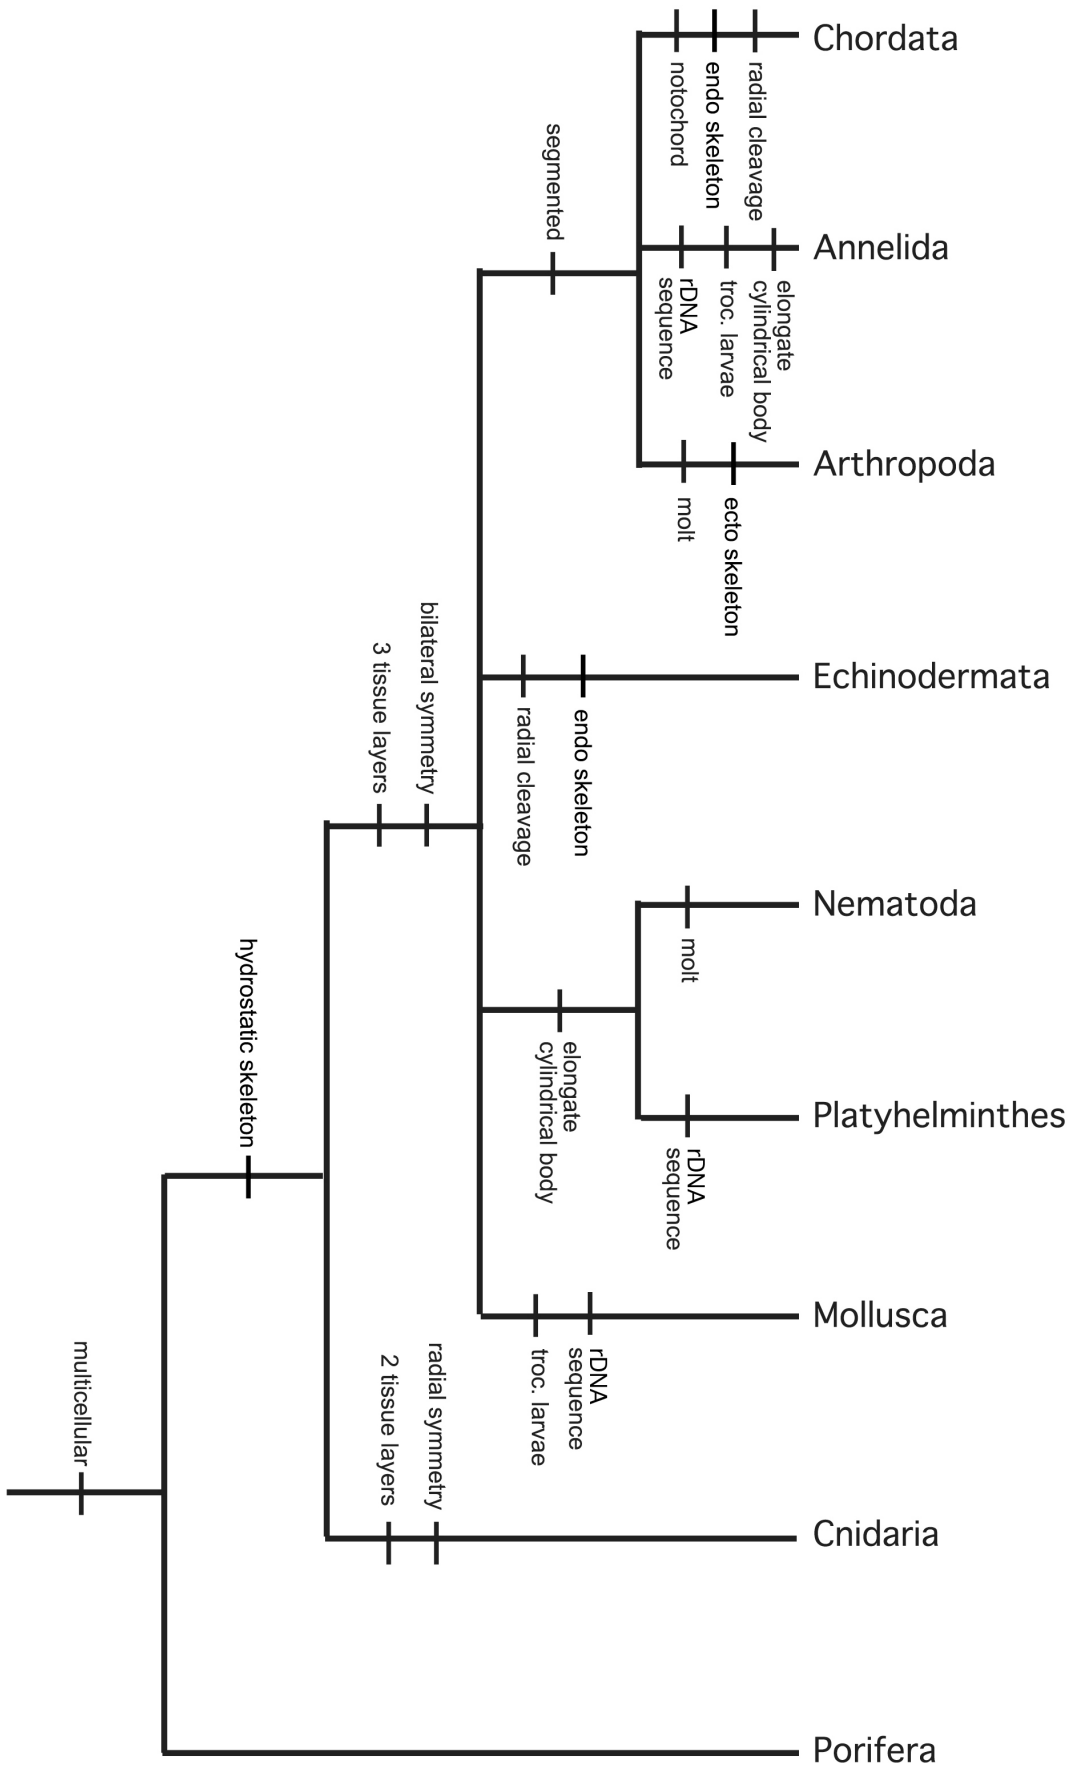 Chordata
notochord
endo skeleton
radial cleavage
segmented
Annelida
rDNA
sequence
troc. larvae
elongate
cylindrical body
Arthropoda
molt
ecto skeleton
3 tissue layers
bilateral symmetry
Echinodermata
radial cleavage
endo skeleton
Nematoda
molt
hydrostatic skeleton
elongate
cylindrical body
Platyhelminthes
rDNA
sequence
Mollusca
troc. larvae
rDNA
sequence
multicellular
2 tissue layers
radial symmetry
Cnidaria
Porifera